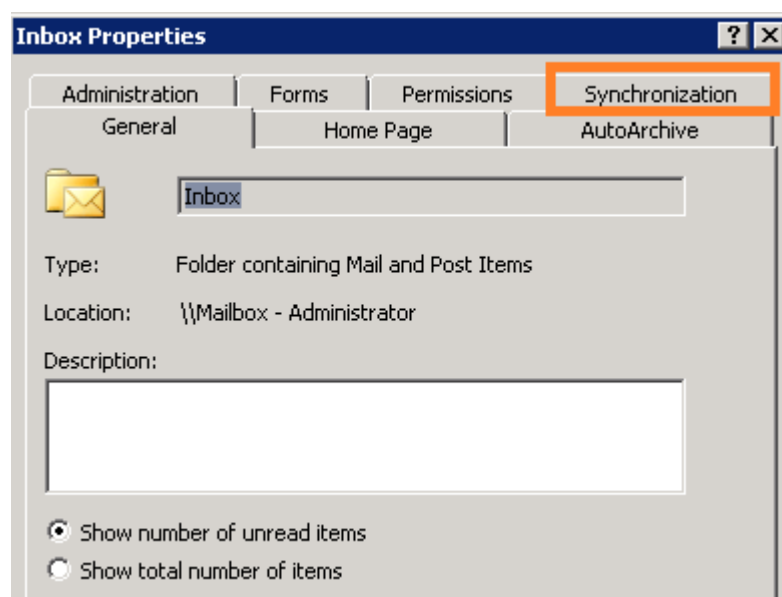 Inbox Properties
Administration Forms Permissions Synchronization
General Home Page AutoArchive
Inbox
Type: Folder containing Mail and Post Items
Location: \\Mailbox - Administrator
Description:
Show number of unread items
Show total number of items